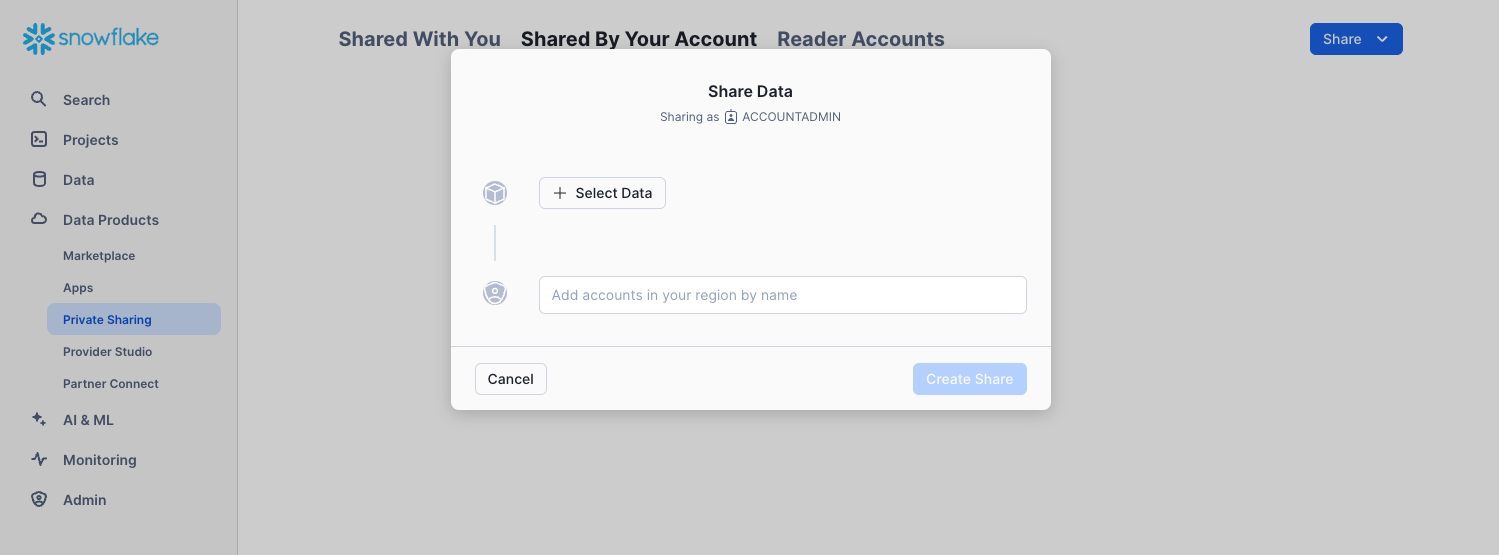 snowflake
Search
Projects
Data
Data Products
Marketplace
Apps
Private Sharing
Provider Studio
Partner Connect
AI & ML
Monitoring
Admin
Shared With You Shared By Your Account Reader Accounts
Share
Share Data
Sharing as ACCOUNTADMIN
Select Data
Add accounts in your region by name
Cancel Create Share